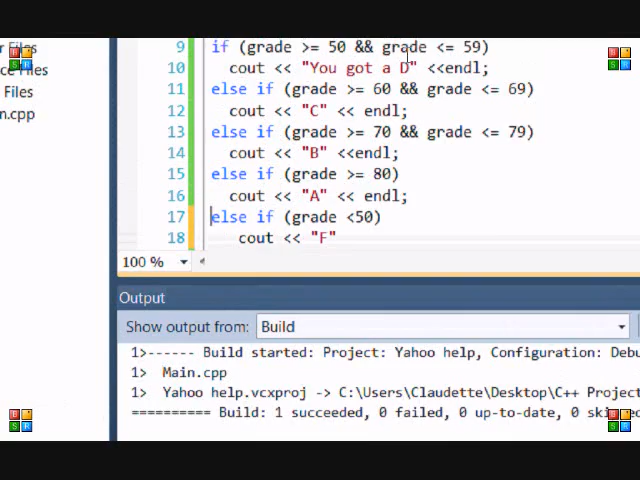 r Files
ce Files
Files
n.cpp
9 if (grade >= 50 && grade <= 59)
10 cout << "You got a D" <<endl;
11 else if (grade >= 60 && grade <= 69)
12 cout << "C" << endl;
13 else if (grade >= 70 && grade <= 79)
14 cout << "B" <<endl;
15 else if (grade >= 80)
16 cout << "A" << endl;
17 else if (grade <50)
18 cout << "F"
100 %
Output
Show output from: Build
1>------ Build started: Project: Yahoo help, Configuration: Debu
1> Main.cpp
1> Yahoo help.vcxproj -> C:\Users\Claudette\Desktop\C++ Project
========== Build: 1 succeeded, 0 failed, 0 up-to-date, 0 sk